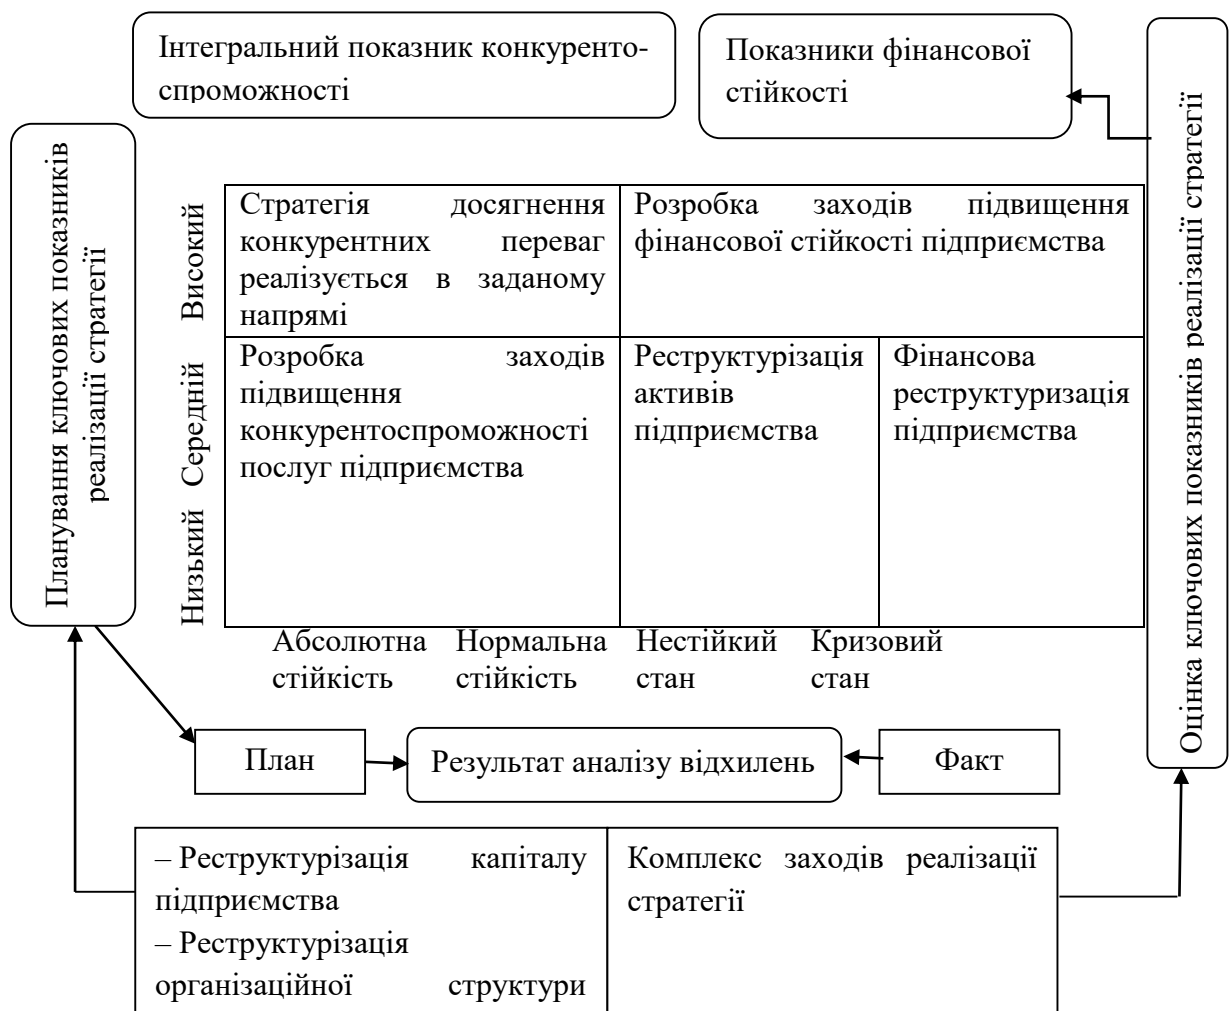 Інтегральний показник конкуренто-
спроможності
Показники фінансової
стійкості
Планування ключових показників
реалізації стратегії
Оцінка ключових показників реалізації стратегії
Високий
Середній
Низький
Стратегія досягнення
конкурентних переваг
реалізується в заданому
напрямі
Розробка заходів підвищення
фінансової стійкості підприємства
Розробка заходів
підвищення
конкурентоспроможності
послуг підприємства
Реструктурізація
активів
підприємства
Фінансова
реструктуризація
підприємства
Абсолютна
стійкість
Нормальна
стійкість
Нестійкий
стан
Кризовий
стан
План
Результат аналізу відхилень
Факт
– Реструктурізація капіталу
підприємства
– Реструктурізація
організаційної структури
Комплекс заходів реалізації
стратегії